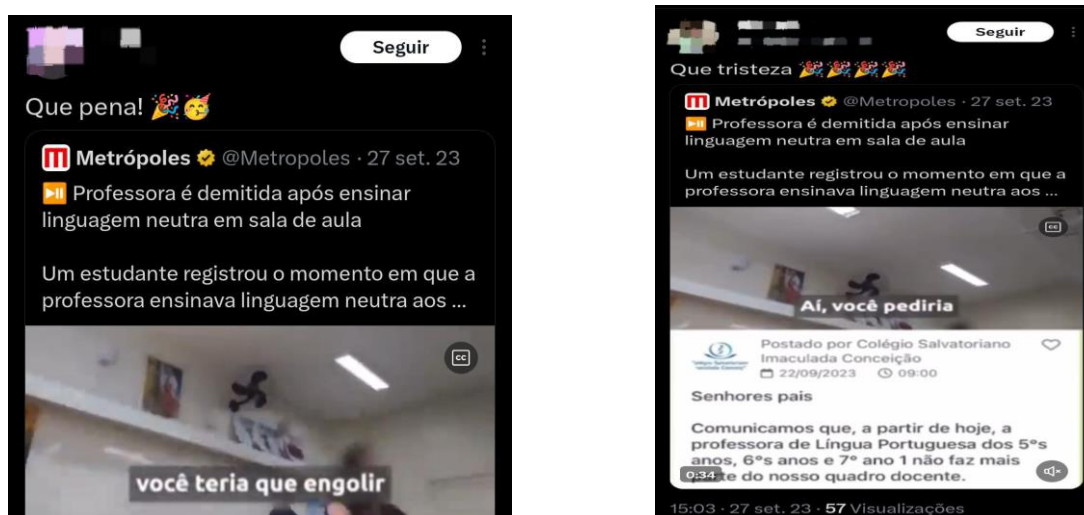 Seguir
Que pena! 🎉🥳
Metrópoles @Metropoles · 27 set. 23
⏯️ Professora é demitida após ensinar
linguagem neutra em sala de aula
Um estudante registrou o momento em que a
professora ensinava linguagem neutra aos ...
CC
você teria que engolir
Seguir
Que tristeza 🎉🎉🎉🎉
Metrópoles @Metropoles · 27 set. 23
⏯️ Professora é demitida após ensinar
linguagem neutra em sala de aula
Um estudante registrou o momento em que a
professora ensinava linguagem neutra aos ...
CC
Aí, você pediria
Postado por Colégio Salvatoriano
Imaculada Conceição
22/09/2023 09:00
Senhores pais
Comunicamos que, a partir de hoje, a
professora de Língua Portuguesa dos 5°s
anos, 6°s anos e 7° ano 1 não faz mais
0:34 te do nosso quadro docente.
15:03 · 27 set. 23 · 57 Visualizações